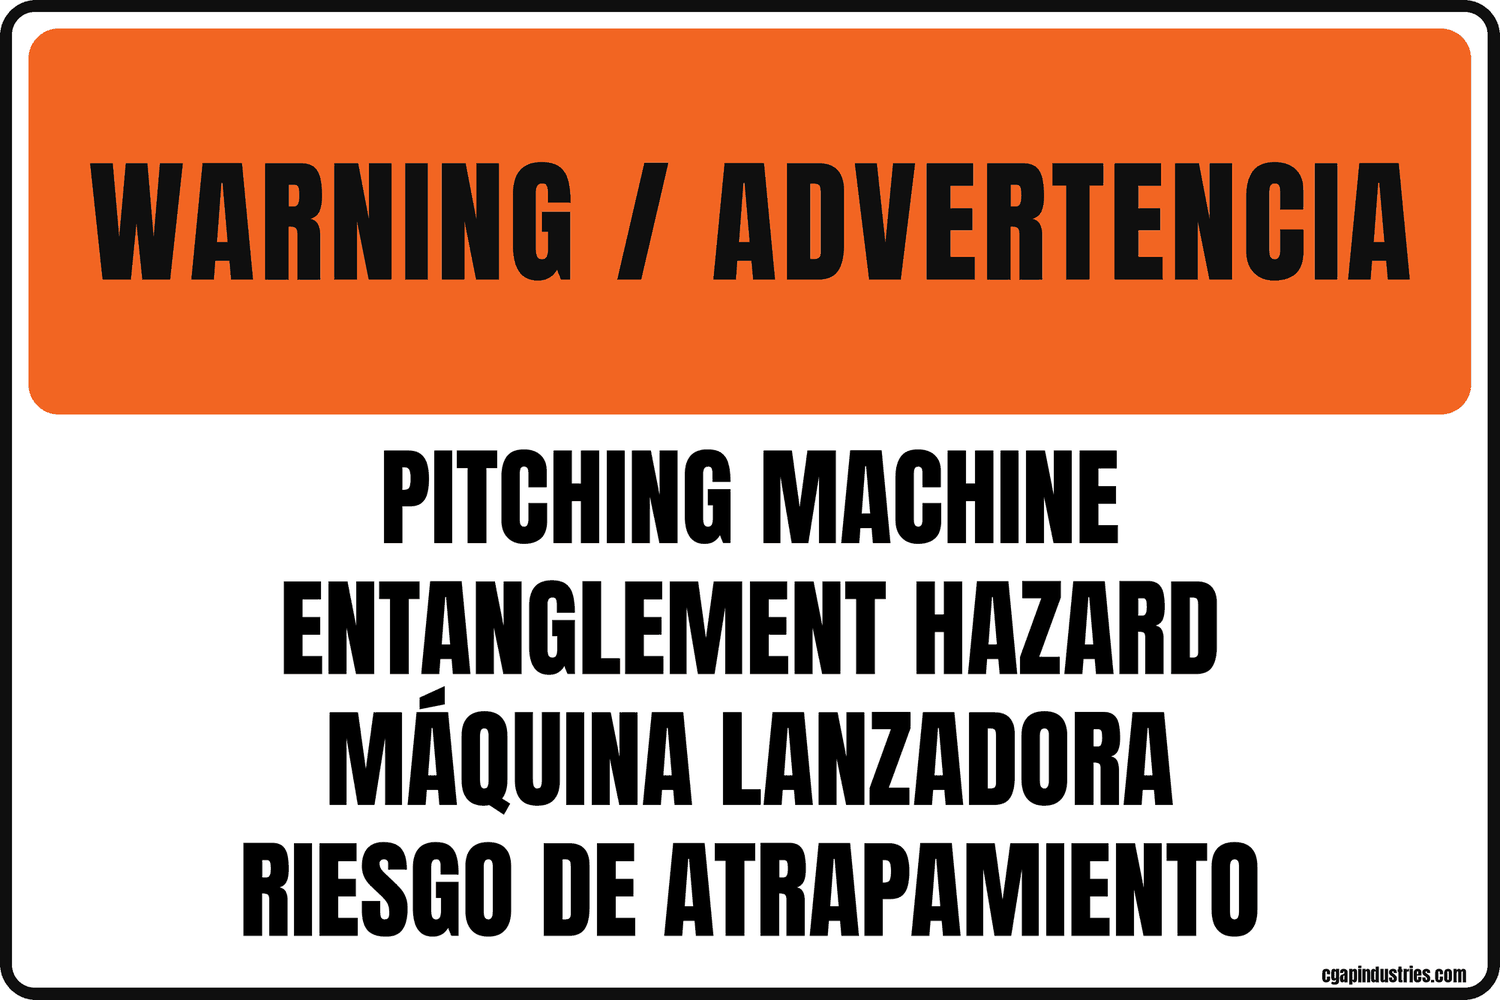 WARNING / ADVERTENCIA
PITCHING MACHINE
ENTANGLEMENT HAZARD
MÁQUINA LANZADORA
RIESGO DE ATRAPAMIENTO
cgapindustries.com